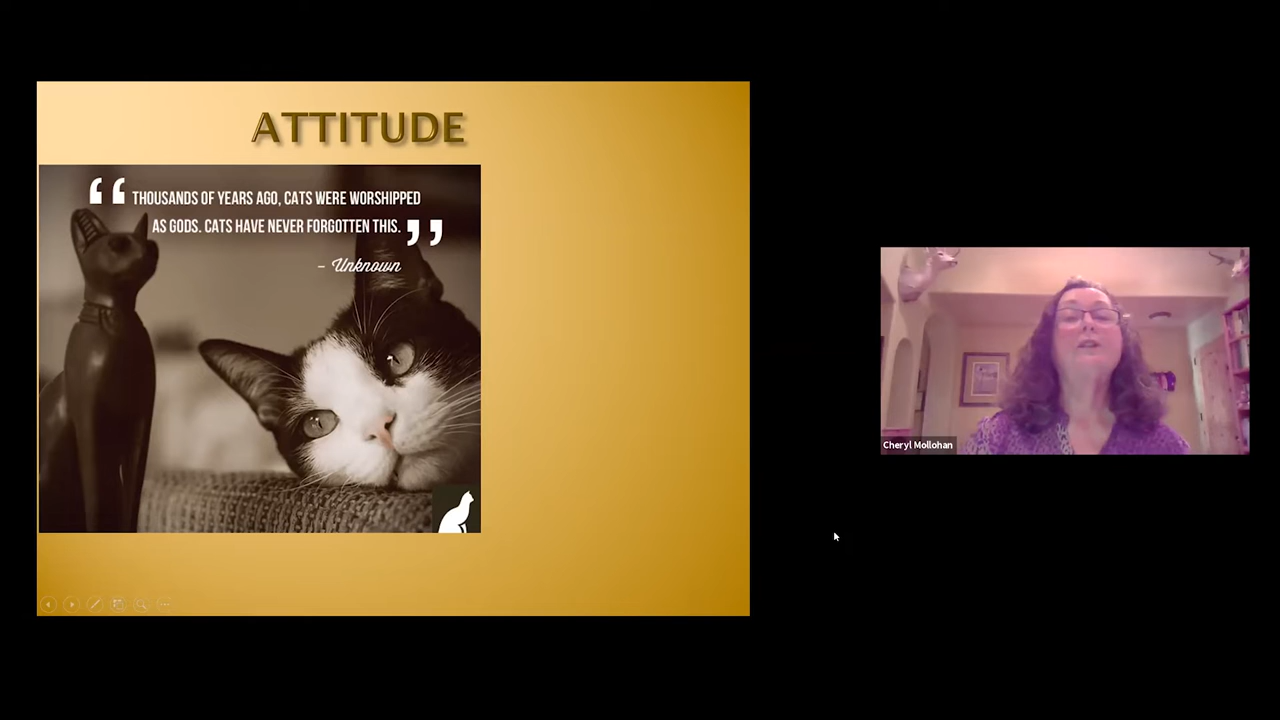 ATTITUDE
“ THOUSANDS OF YEARS AGO, CATS WERE WORSHIPPED
AS GODS. CATS HAVE NEVER FORGOTTEN THIS. ”
– Unknown
Cheryl Mollohan